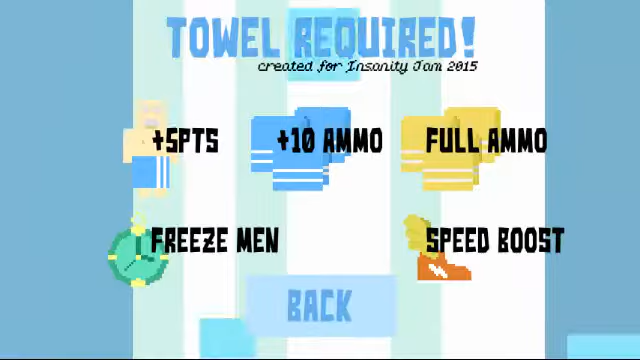 TOWEL REQUIRED!
created for Insanity Jam 2015
+5PTS
+10 AMMO
FULL AMMO
FREEZE MEN
SPEED BOOST
BACK